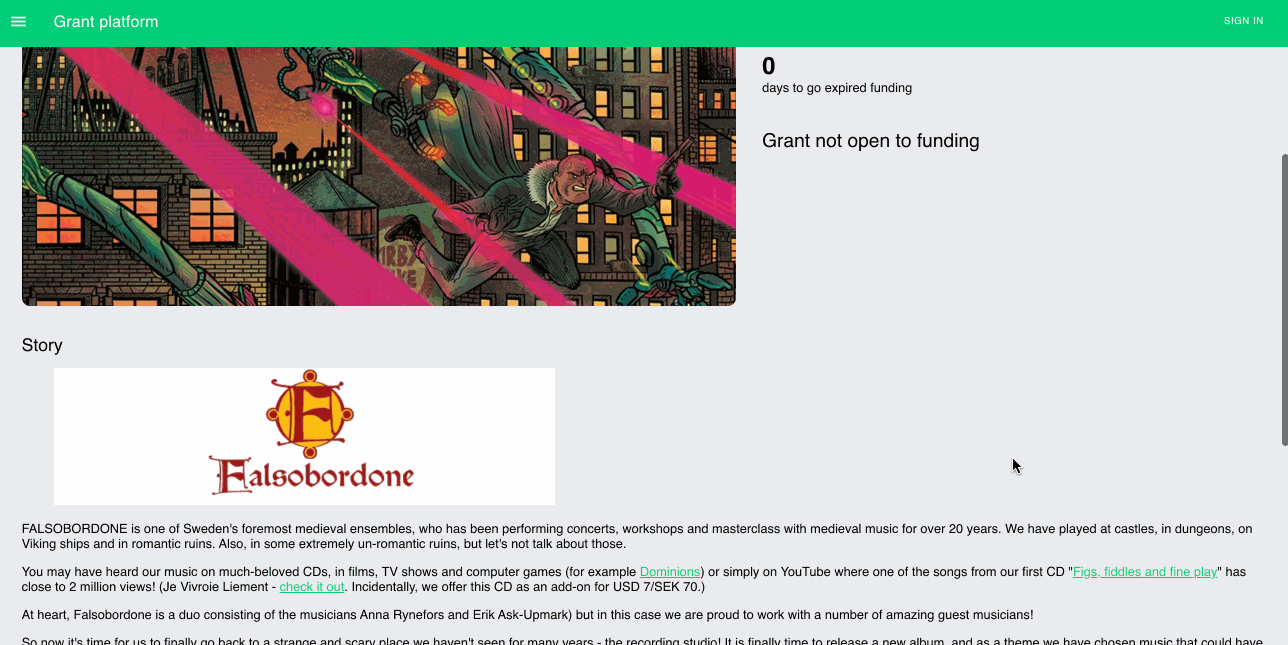 Grant platform
SIGN IN
0
days to go expired funding
Grant not open to funding
Story
Falsobordone
FALSOBORDONE is one of Sweden's foremost medieval ensembles, who has been performing concerts, workshops and masterclass with medieval music for over 20 years. We have played at castles, in dungeons, on
Viking ships and in romantic ruins. Also, in some extremely un-romantic ruins, but let's not talk about those.
You may have heard our music on much-beloved CDs, in films, TV shows and computer games (for example Dominions) or simply on YouTube where one of the songs from our first CD "Figs, fiddles and fine play" has
close to 2 million views! (Je Vivroie Liement - check it out. Incidentally, we offer this CD as an add-on for USD 7/SEK 70.)
At heart, Falsobordone is a duo consisting of the musicians Anna Rynefors and Erik Ask-Upmark) but in this case we are proud to work with a number of amazing guest musicians!
So now it's time for us to finally go back to a strange and scary place we haven't seen for many years - the recording studio! It is finally time to release a new album, and as a theme we have chosen music that could have